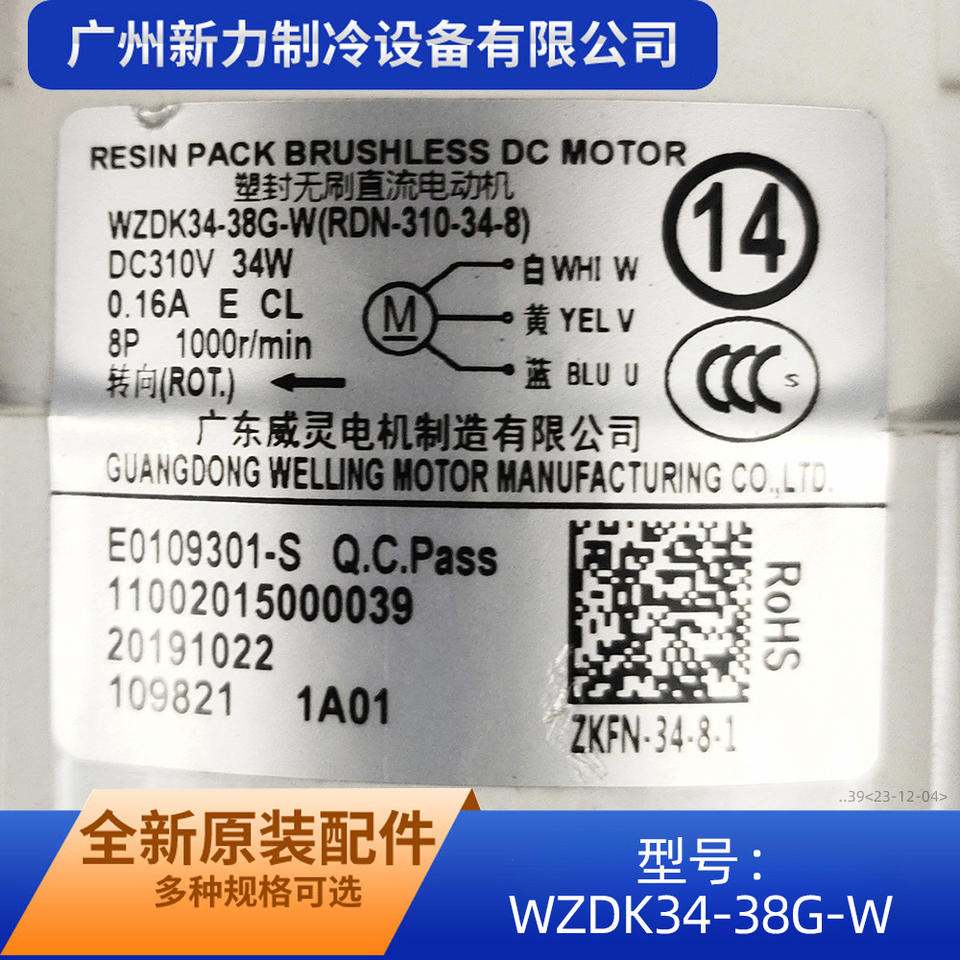 广州新力制冷设备有限公司
RESIN PACK BRUSHLESS DC MOTOR
塑封无刷直流电动机
WZDK34-38G-W(RDN-310-34-8)
14
DC310V 34W
白 WHI W
0.16A E CL
M
黄 YEL V
8P 1000r/min
蓝 BLU U
CCC S
转向(ROT.)
广东威灵电机制造有限公司
GUANGDONG WELLING MOTOR MANUFACTURING CO.,LTD.
E0109301-S Q.C.Pass
11002015000039
20191022
109821 1A01
RoHS
ZKFN-34-8-1
..39<23-12-04>
全新原装配件
多种规格可选
型号:
WZDK34-38G-W